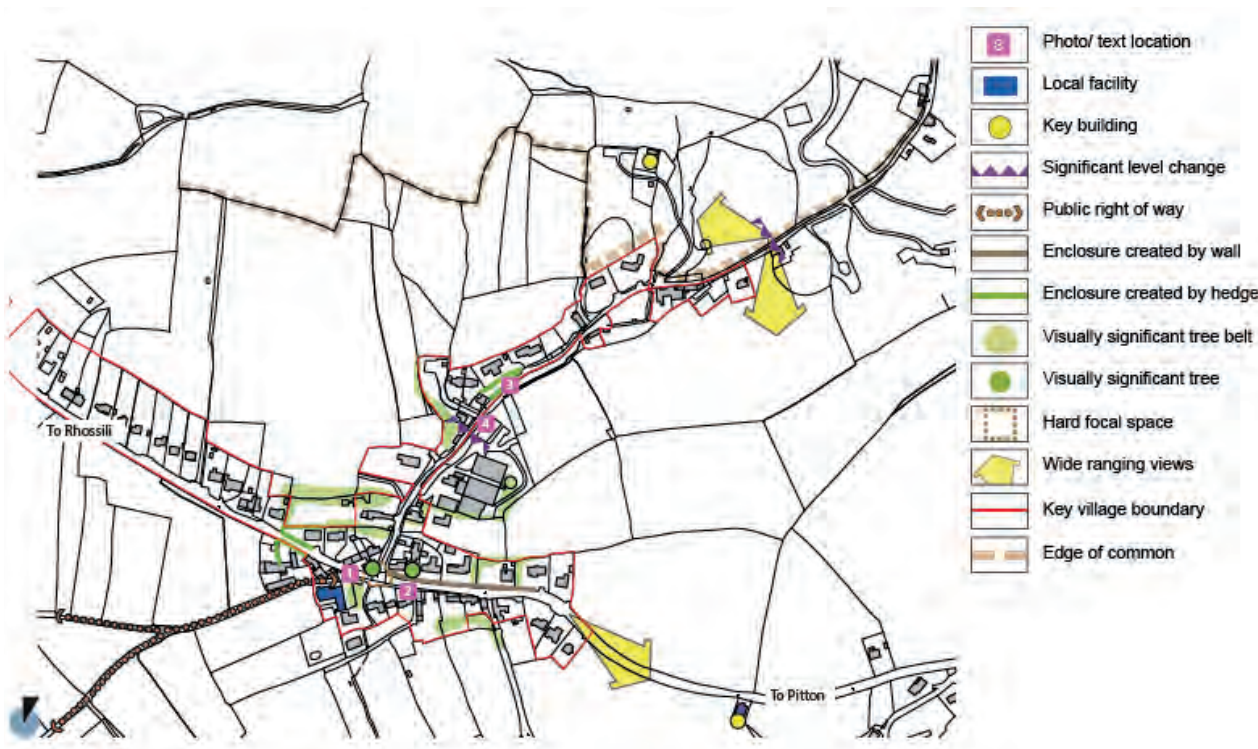 8
Photo/ text location
Local facility
Key building
Significant level change
Public right of way
Enclosure created by wall
Enclosure created by hedge
Visually significant tree belt
Visually significant tree
Hard focal space
Wide ranging views
Key village boundary
Edge of common
3
4
To Rhossili
1
2
To Pitton